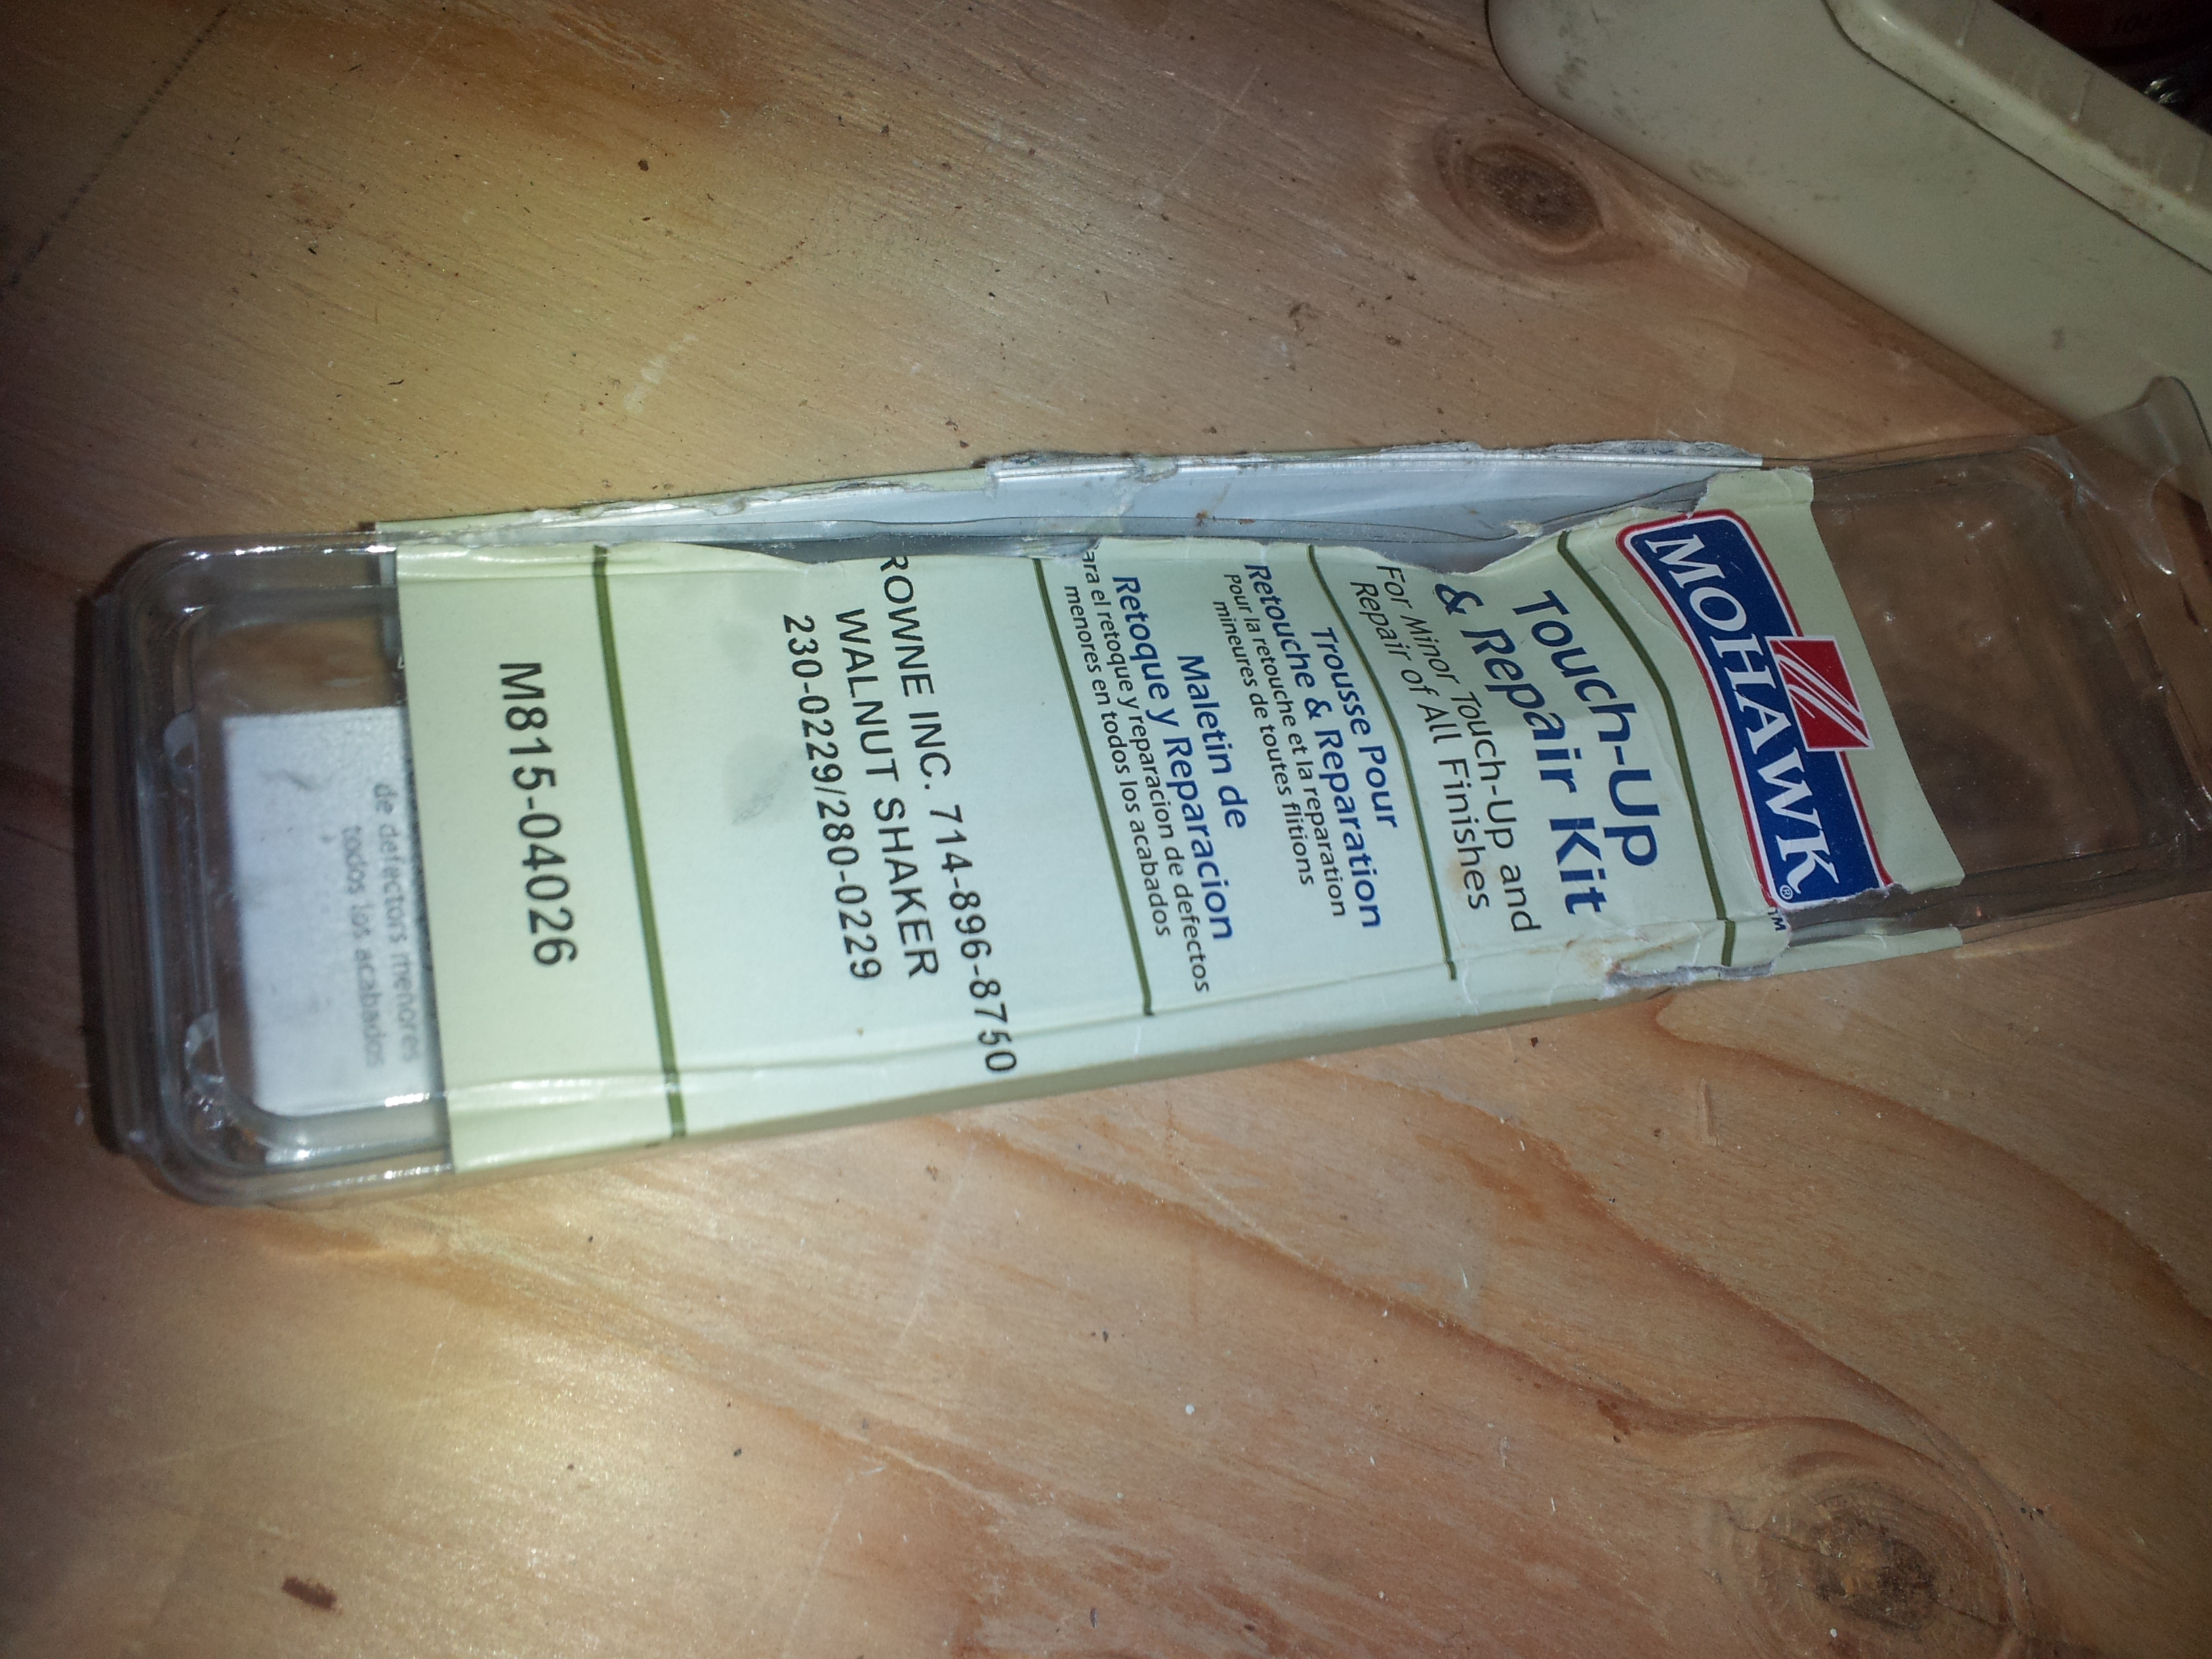 MOHAWK®
™
Touch-Up
& Repair Kit
For Minor Touch-Up and
Repair of All Finishes
Trousse Pour
Retouche & Reparation
Pour la retouche et la reparation
mineures de toutes flitions
Maletin de
Retoque y Reparacion
ara el retoque y reparacion de defectos
menores en todos los acabados
ROWNE INC. 714-896-8750
WALNUT SHAKER
230-0229/280-0229
M815-04026
de defectors menores
todos los acabados